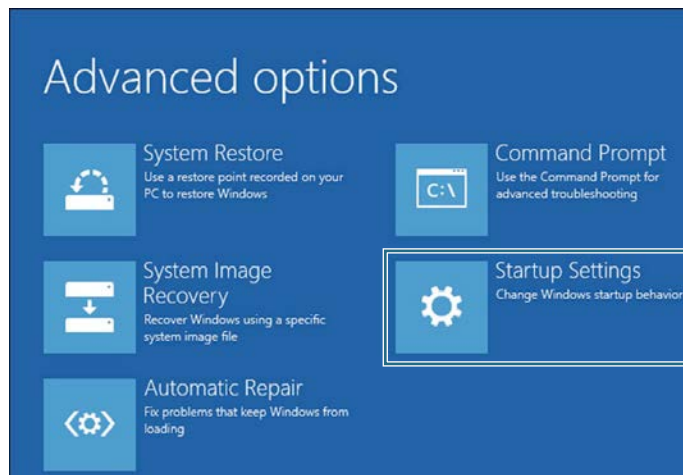 Advanced options
System Restore
Use a restore point recorded on your
PC to restore Windows
System Image
Recovery
Recover Windows using a specific
system image file
Automatic Repair
Fix problems that keep Windows from
loading
C:\
Command Prompt
Use the Command Prompt for
advanced troubleshooting
Startup Settings
Change Windows startup behavior